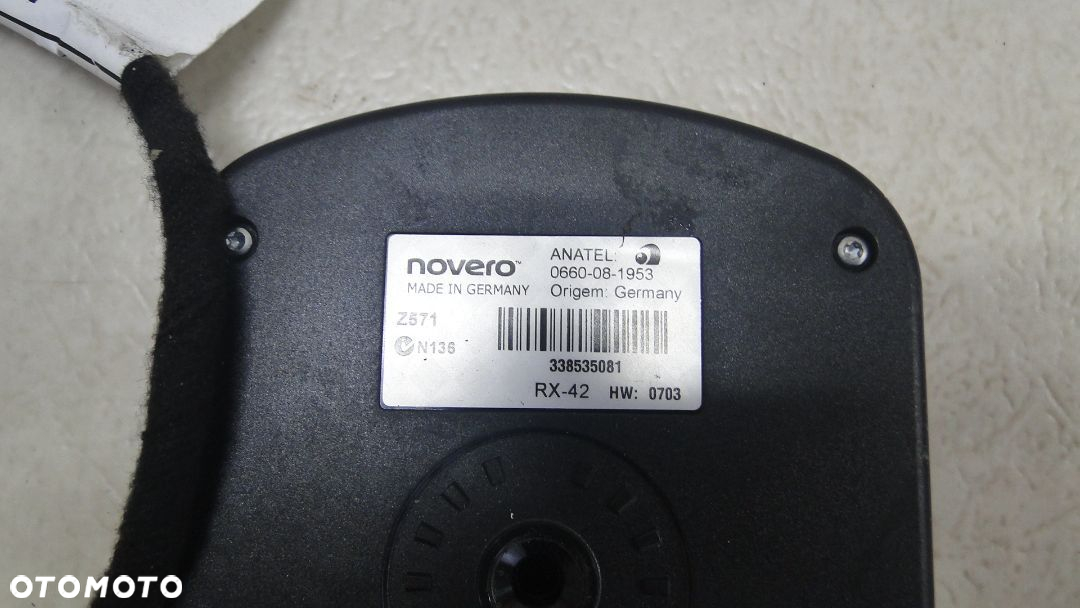 novero™
MADE IN GERMANY
ANATEL:
0660-08-1953
Origem: Germany
Z571
N136
338535081
RX-42 HW: 0703
OTOMOTO